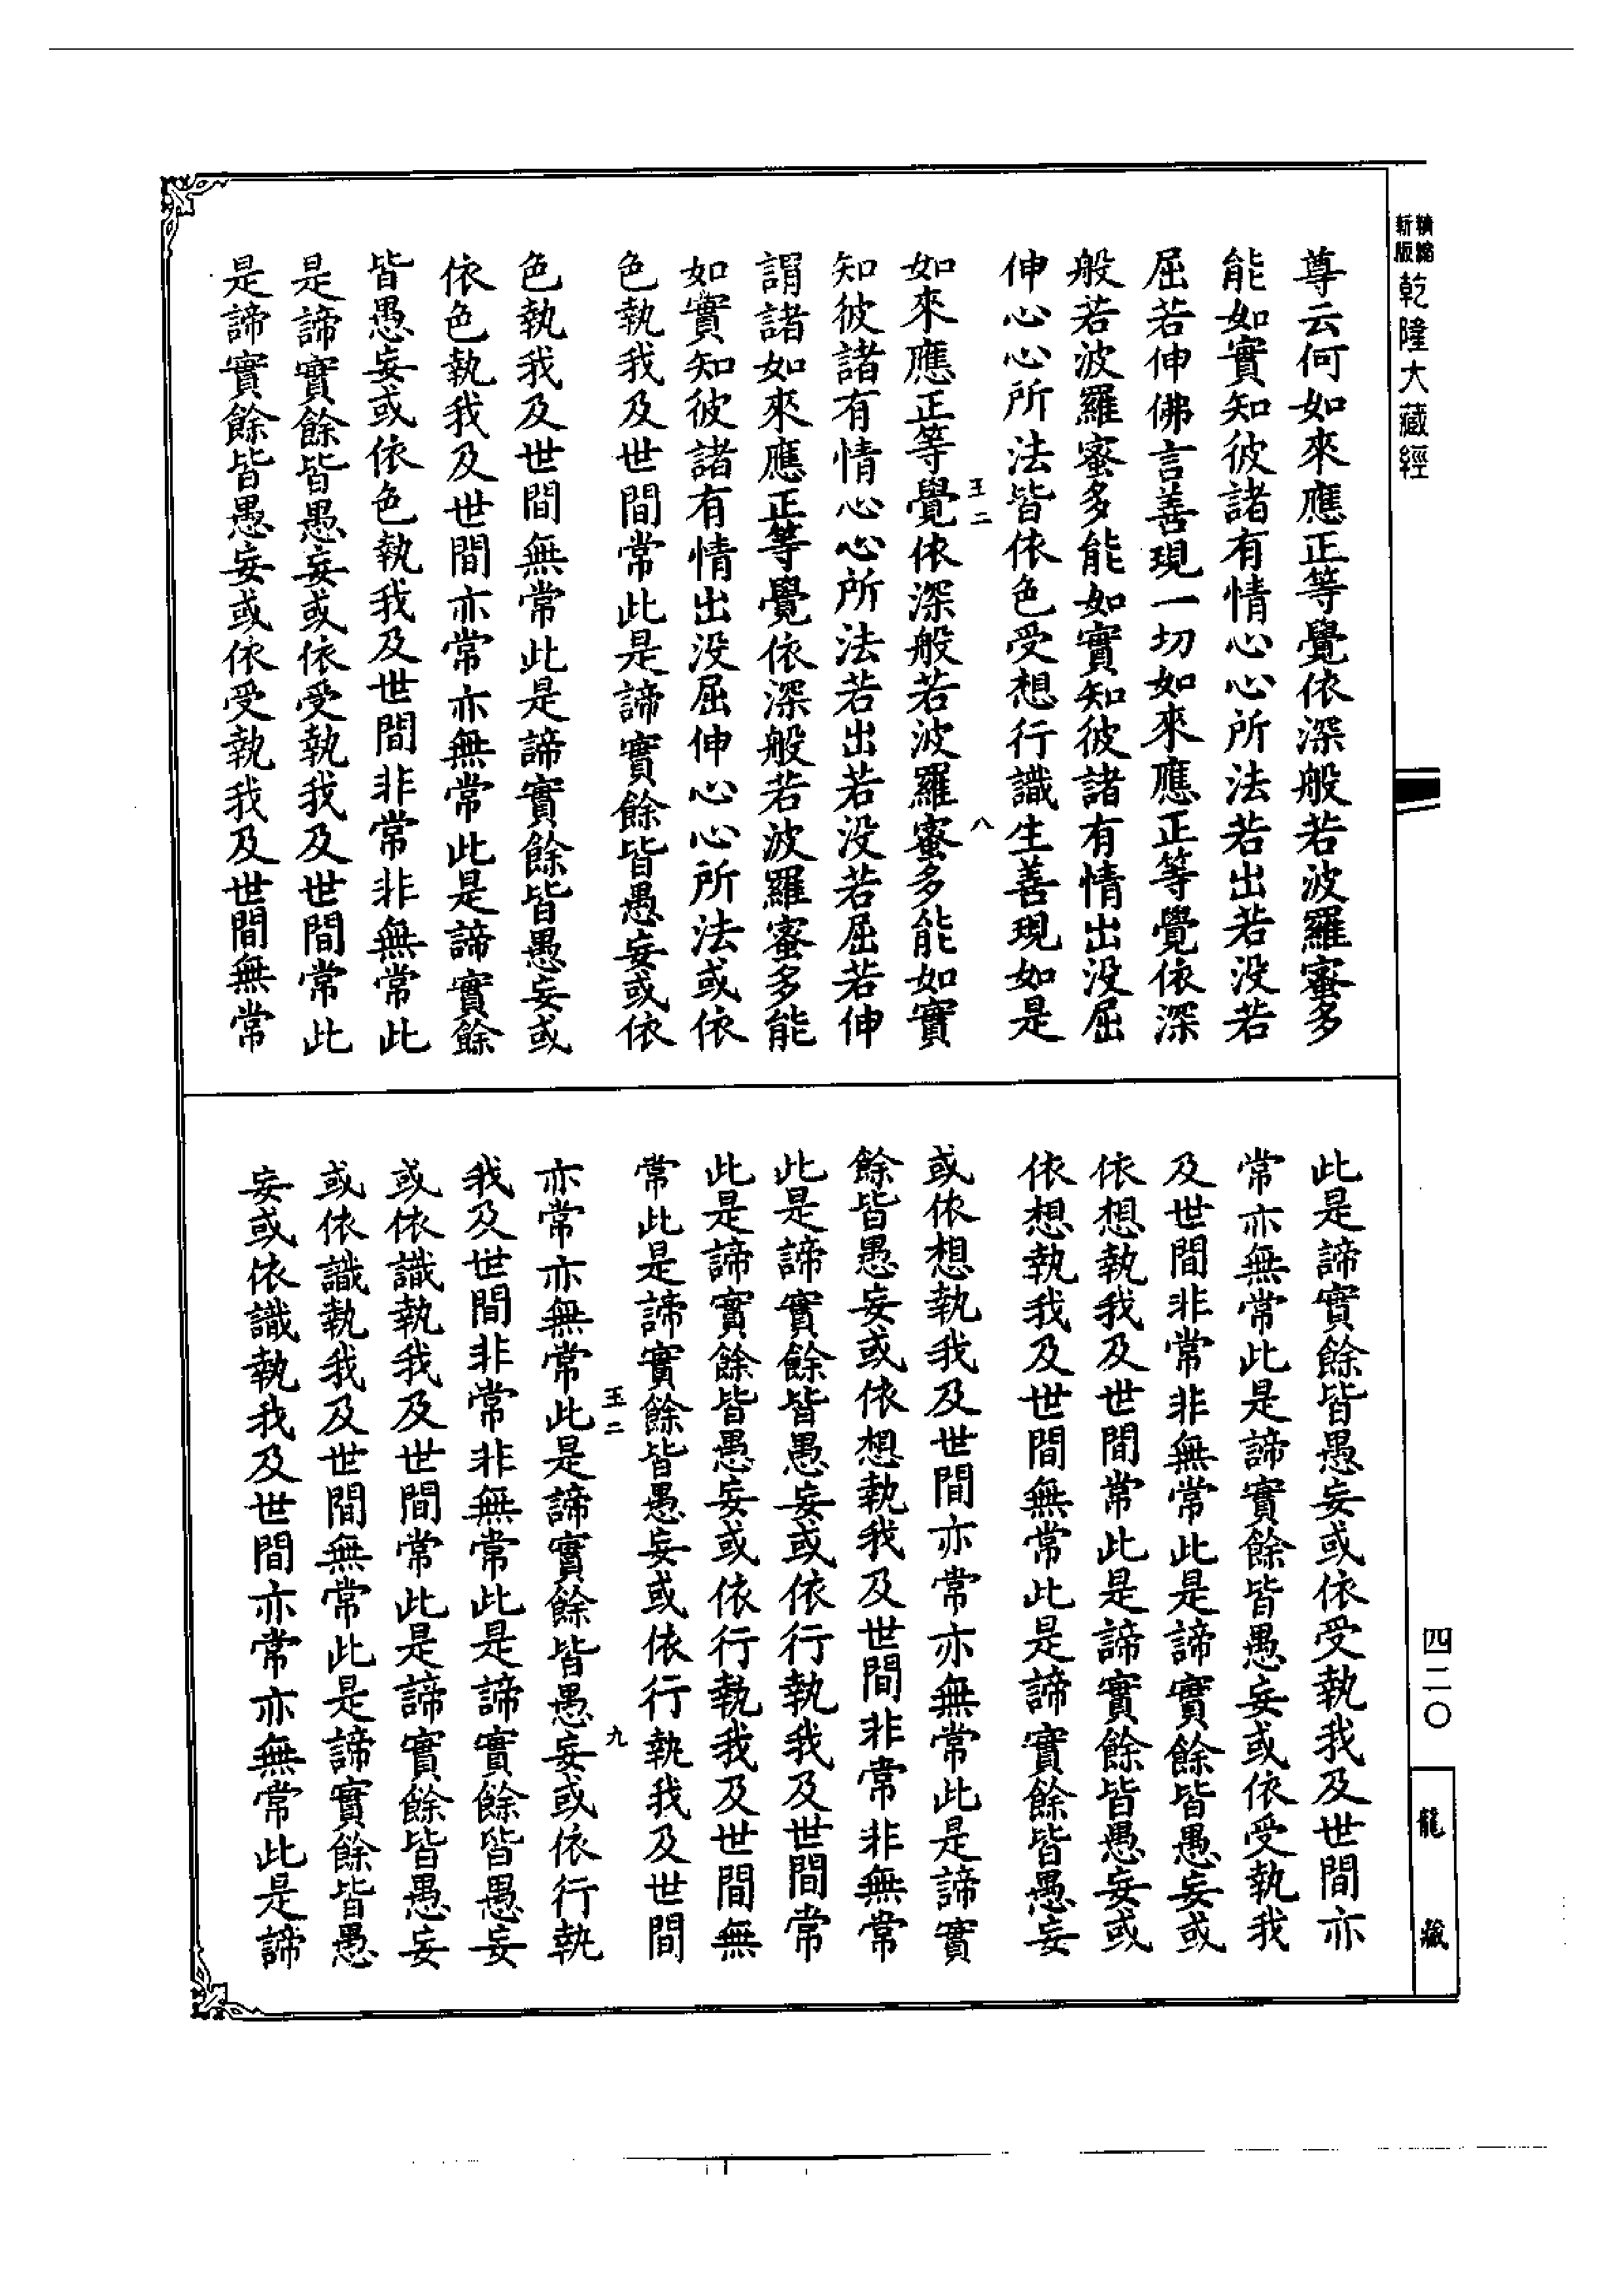 新版
精縮
乾隆大藏經
尊云何如來應正等覺依深般若波羅蜜多
能如實知彼諸有情心心所法若出若沒若
屈若伸佛言善現一切如來應正等覺依深
般若波羅蜜多能如實知彼諸有情出沒屈
伸心心所法皆依色受想行識生善現如是
王二
八
如來應正等覺依深般若波羅蜜多能如實
知彼諸有情心心所法若出若沒若屈若伸
謂諸如來應正等覺依深般若波羅蜜多能
如實知彼諸有情出沒屈伸心心所法或依
色執我及世間常此是諦實餘皆愚妄或依
色執我及世間無常此是諦實餘皆愚妄或
依色執我及世間亦常亦無常此是諦實餘
皆愚妄或依色執我及世間非常非無常此
是諦實餘皆愚妄或依受執我及世間常此
是諦實餘皆愚妄或依受執我及世間無常
此是諦實餘皆愚妄或依受執我及世間亦
常亦無常此是諦實餘皆愚妄或依受執我
及世間非常非無常此是諦實餘皆愚妄或
依想執我及世間常此是諦實餘皆愚妄或
依想執我及世間無常此是諦實餘皆愚妄
或依想執我及世間亦常亦無常此是諦實
餘皆愚妄或依想執我及世間非常非無常
此是諦實餘皆愚妄或依行執我及世間常
此是諦實餘皆愚妄或依行執我及世間無
常此是諦實餘皆愚妄或依行執我及世間
王二
九
亦常亦無常此是諦實餘皆愚妄或依行執
我及世間非常非無常此是諦實餘皆愚妄
或依識執我及世間常此是諦實餘皆愚妄
或依識執我及世間無常此是諦實餘皆愚
妄或依識執我及世間亦常亦無常此是諦
四二〇
龍藏